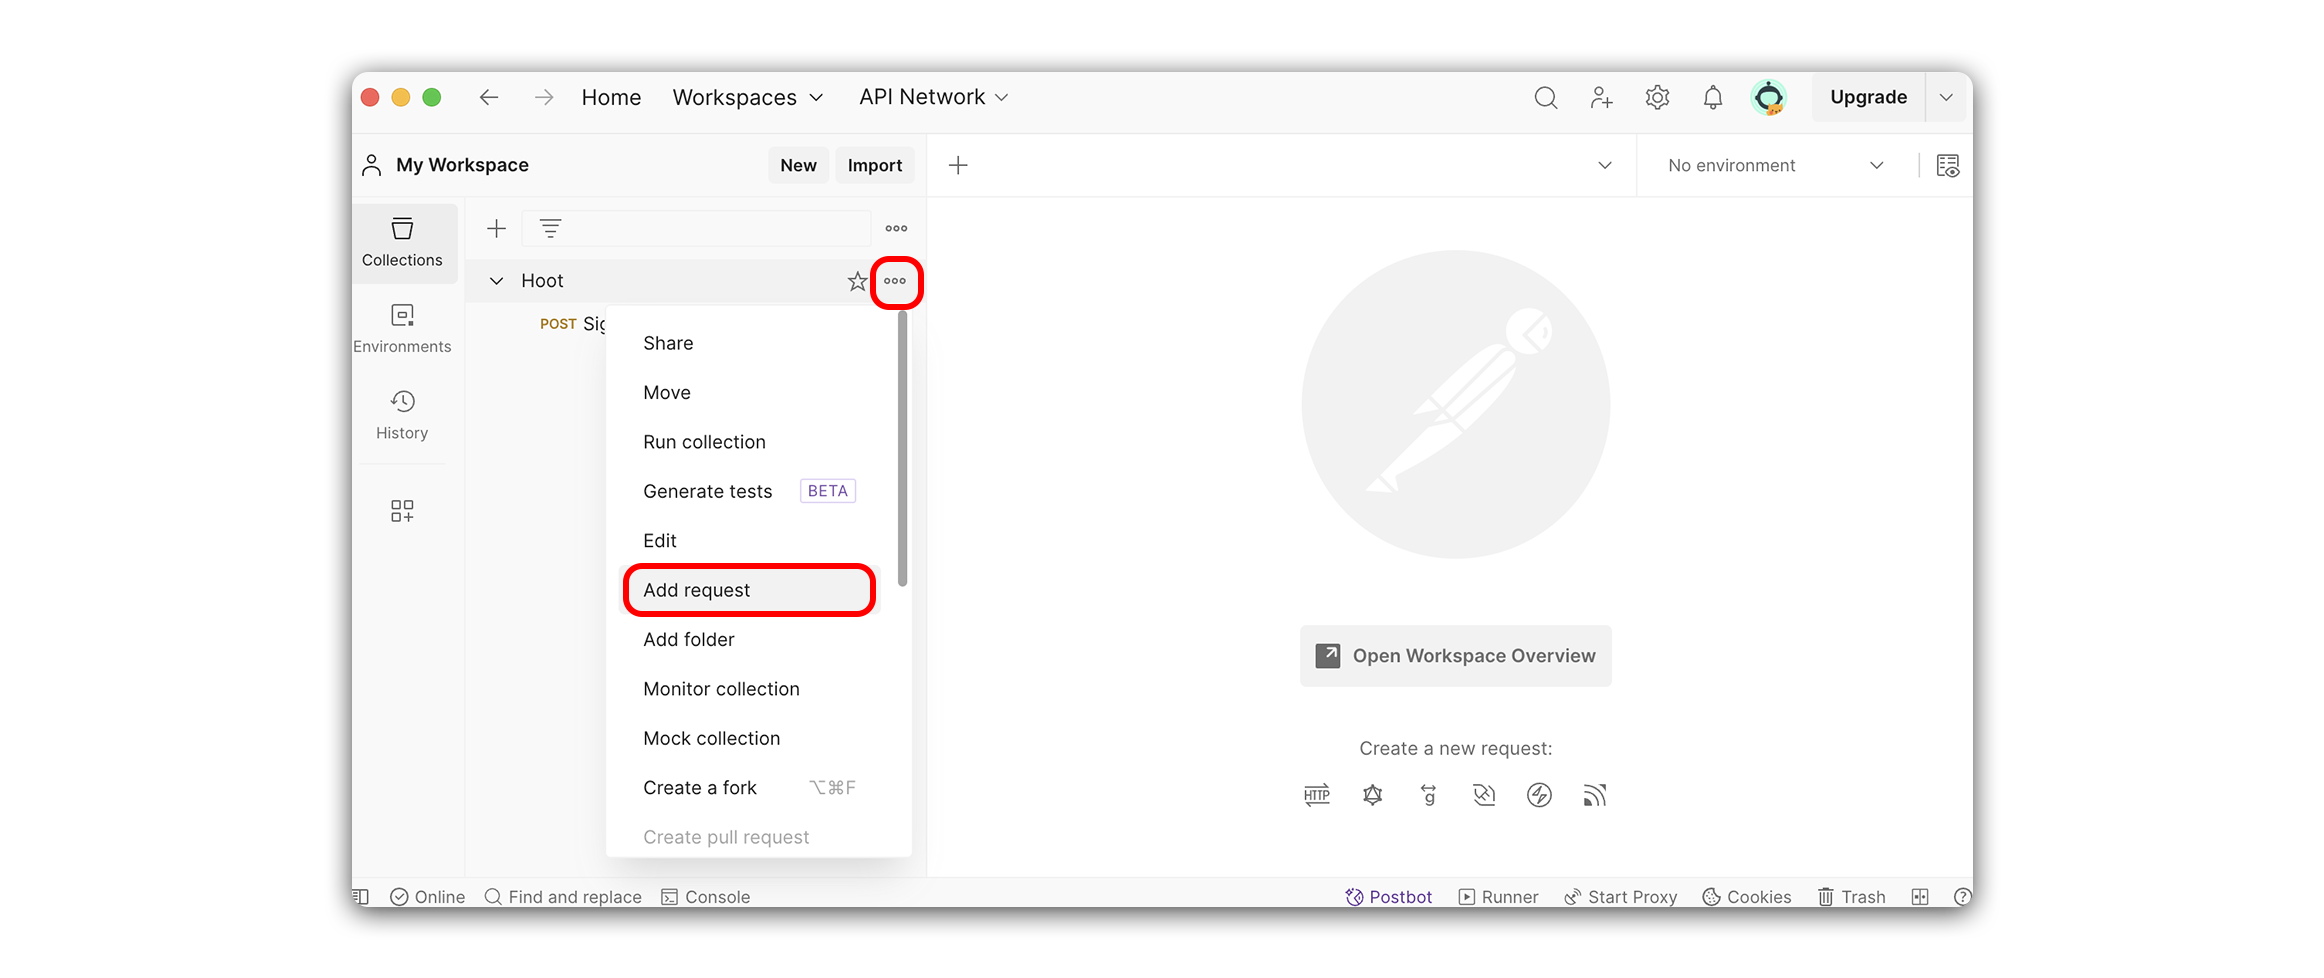 Home Workspaces API Network Upgrade
My Workspace New Import No environment
Collections
Hoot
POST
Environments
History
Share
Move
Run collection
Generate tests BETA
Edit
Add request
Add folder
Monitor collection
Mock collection
Create a fork ⌥⌘F
Create pull request
Open Workspace Overview
Create a new request:
HTTP g
Online Find and replace Console Postbot Runner Start Proxy Cookies Trash